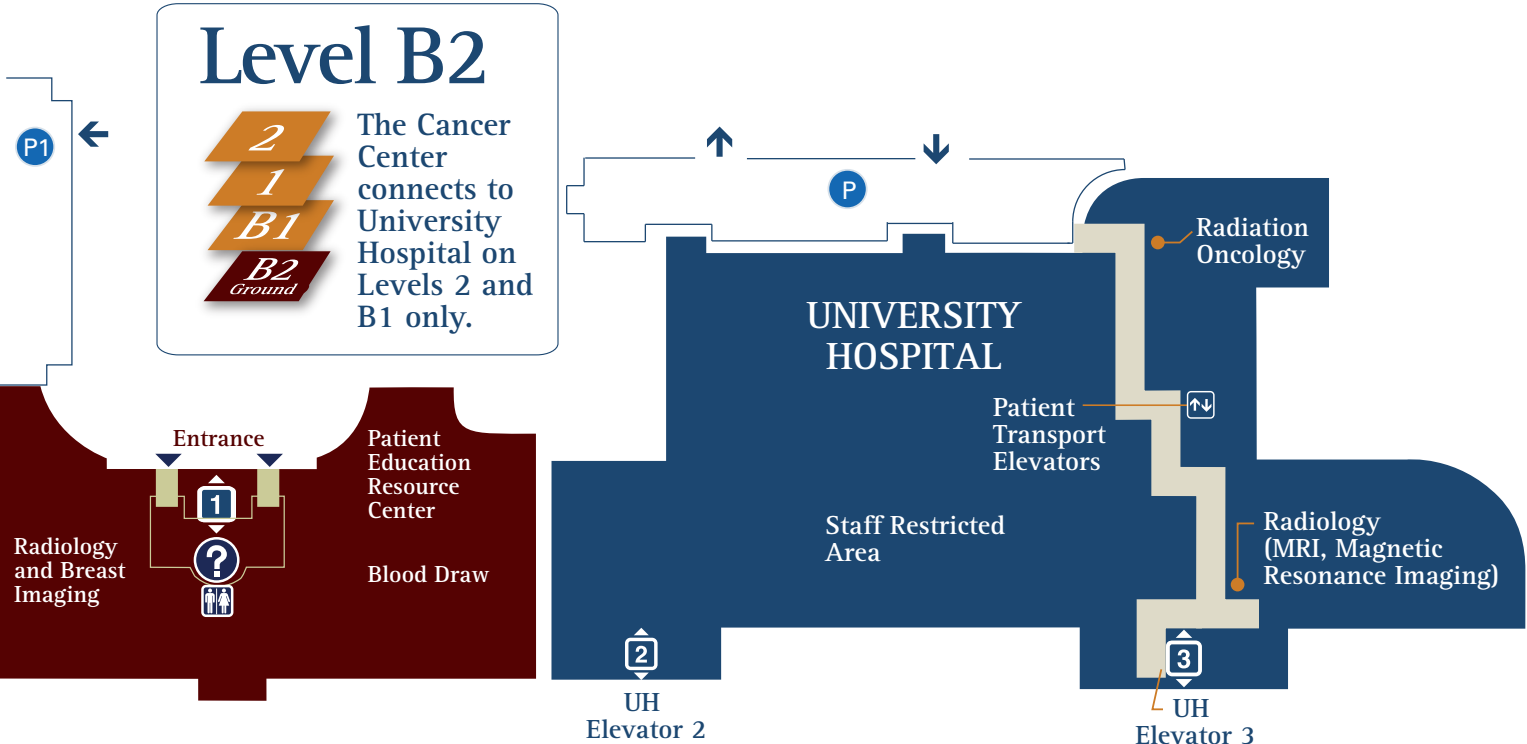 Level B2
2
1
B1
B2
Ground
The Cancer
Center
connects to
University
Hospital on
Levels 2 and
B1 only.
P1
P
Radiation
Oncology
UNIVERSITY
HOSPITAL
Patient
Transport
Elevators
Entrance
Patient
Education
Resource
Center
1
?
Radiology
and Breast
Imaging
Blood Draw
Staff Restricted
Area
Radiology
(MRI, Magnetic
Resonance Imaging)
2
UH
Elevator 2
3
UH
Elevator 3